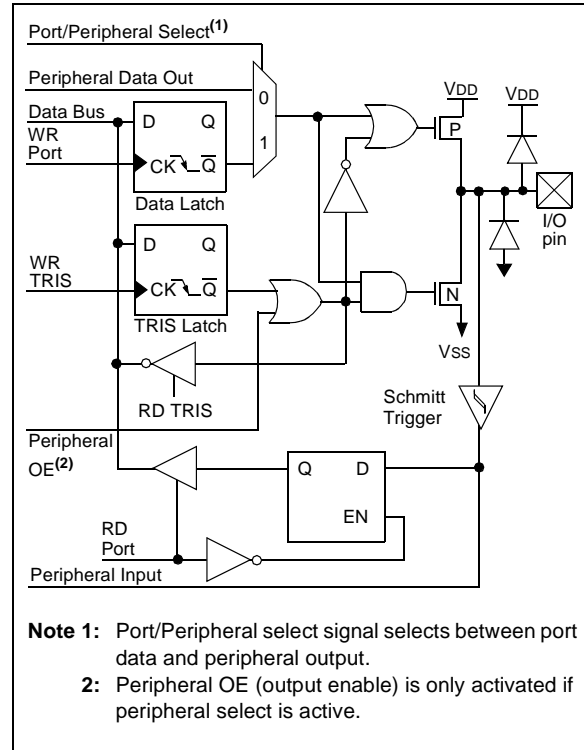 Port/Peripheral Select(1)
Peripheral Data Out
Data Bus
WR
Port
D Q
CK Q
Data Latch
0
1
VDD
P
VDD
I/O
pin
WR
TRIS
D Q
CK Q
TRIS Latch
N
VSS
RD TRIS
Schmitt
Trigger
Peripheral
OE(2)
Q D
EN
RD
Port
Peripheral Input
Note 1: Port/Peripheral select signal selects between port
data and peripheral output.
2: Peripheral OE (output enable) is only activated if
peripheral select is active.